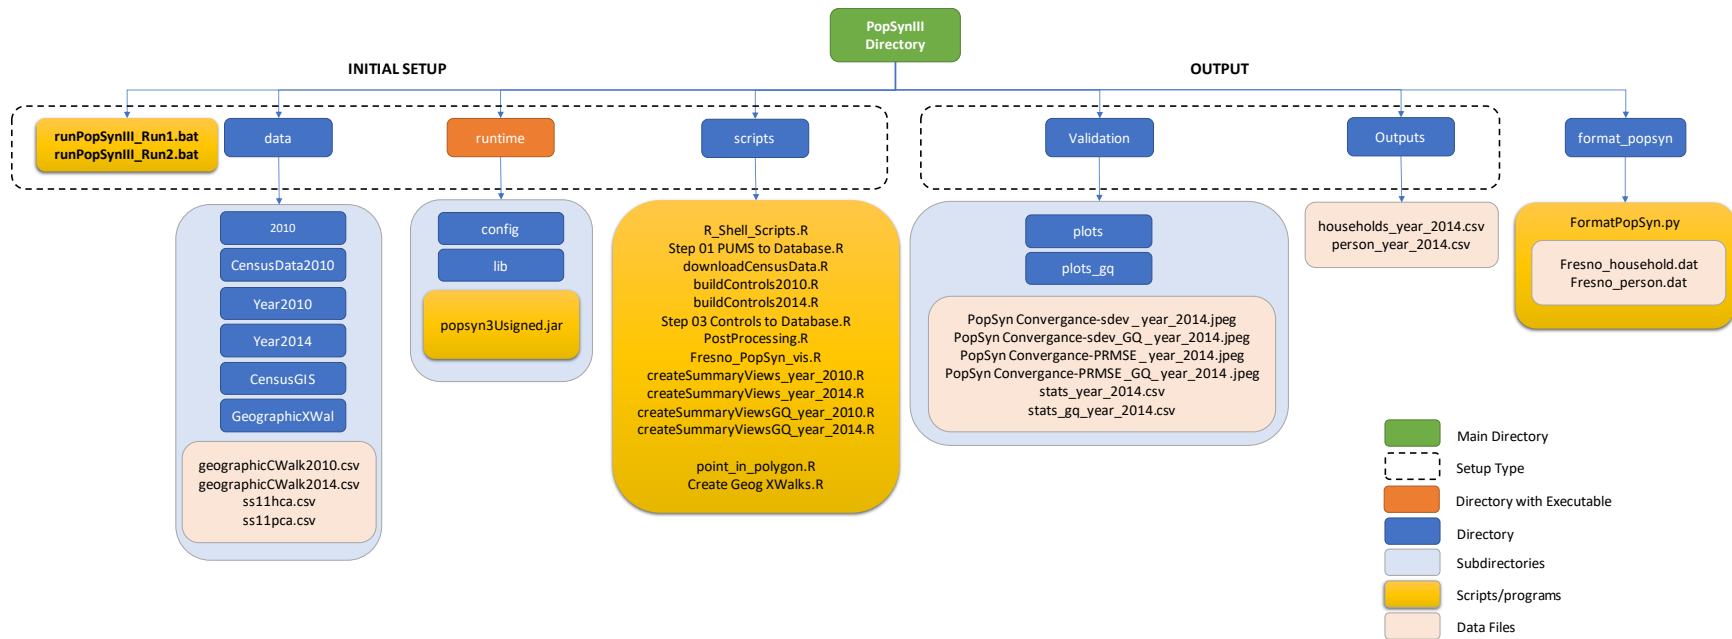 PopSynIII
Directory
INITIAL SETUP
OUTPUT
runPopSynIII_Run1.bat
runPopSynIII_Run2.bat
data
runtime
scripts
Validation
Outputs
format_popsyn
2010
CensusData2010
Year2010
Year2014
CensusGIS
GeographicXWal
geographicCWalk2010.csv
geographicCWalk2014.csv
ss11hca.csv
ss11pca.csv
config
lib
popsyn3Usigned.jar
R_Shell_Scripts.R
Step 01 PUMS to Database.R
downloadCensusData.R
buildControls2010.R
buildControls2014.R
Step 03 Controls to Database.R
PostProcessing.R
Fresno_PopSyn_vis.R
createSummaryViews_year_2010.R
createSummaryViews_year_2014.R
createSummaryViewsGQ_year_2010.R
createSummaryViewsGQ_year_2014.R
point_in_polygon.R
Create Geog XWalks.R
plots
plots_gq
PopSyn Convergance-sdev _ year_2014.jpeg
PopSyn Convergance-sdev_GQ _ year_2014.jpeg
PopSyn Convergance-PRMSE _ year_2014.jpeg
PopSyn Convergance-PRMSE _GQ _ year_2014 .jpeg
stats_year_2014.csv
stats_gq_year_2014.csv
households_year_2014.csv
person_year_2014.csv
FormatPopSyn.py
Fresno_household.dat
Fresno_person.dat
Main Directory
Setup Type
Directory with Executable
Directory
Subdirectories
Scripts/programs
Data Files